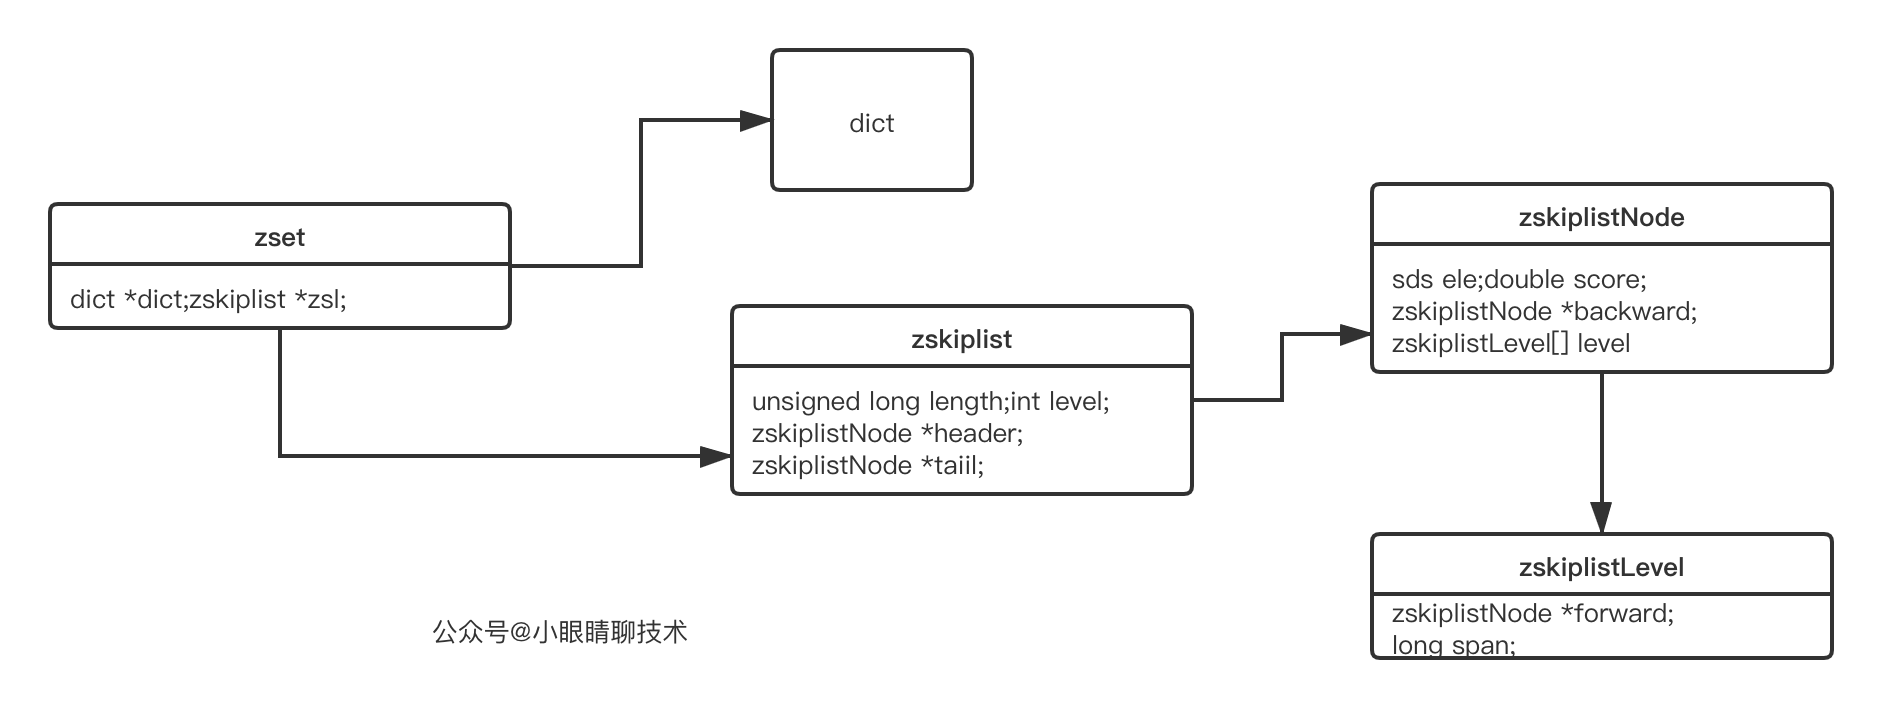 dict
zset
dict *dict;zskiplist *zsl;
zskiplist
unsigned long length;int level;
zskiplistNode *header;
zskiplistNode *taiil;
zskiplistNode
sds ele;double score;
zskiplistNode *backward;
zskiplistLevel[] level
zskiplistLevel
zskiplistNode *forward;
long span;
公众号@小眼睛聊技术